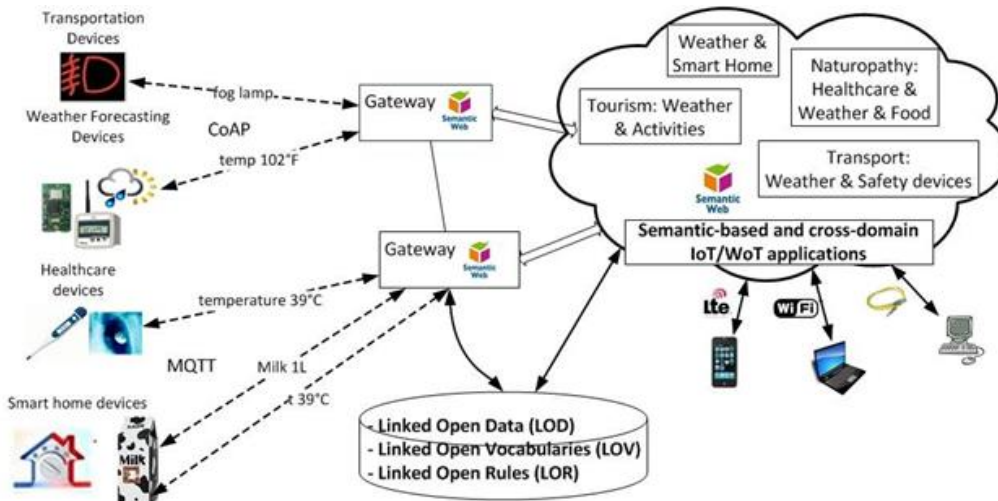 Transportation
Devices
fog lamp
Weather Forecasting
Devices
CoAP
temp 102°F
Gateway
Semantic
Web
Healthcare
devices
temperature 39°C
Gateway
Semantic
Web
MQTT
Milk 1L
t 39°C
Smart home devices
Milk
- Linked Open Data (LOD)
- Linked Open Vocabularies (LOV)
- Linked Open Rules (LOR)
Weather &
Smart Home
Naturopathy:
Healthcare &
Weather & Food
Tourism: Weather
& Activities
Transport:
Weather & Safety devices
Semantic
Web
Semantic-based and cross-domain
IoT/WoT applications
Lte
WiFi